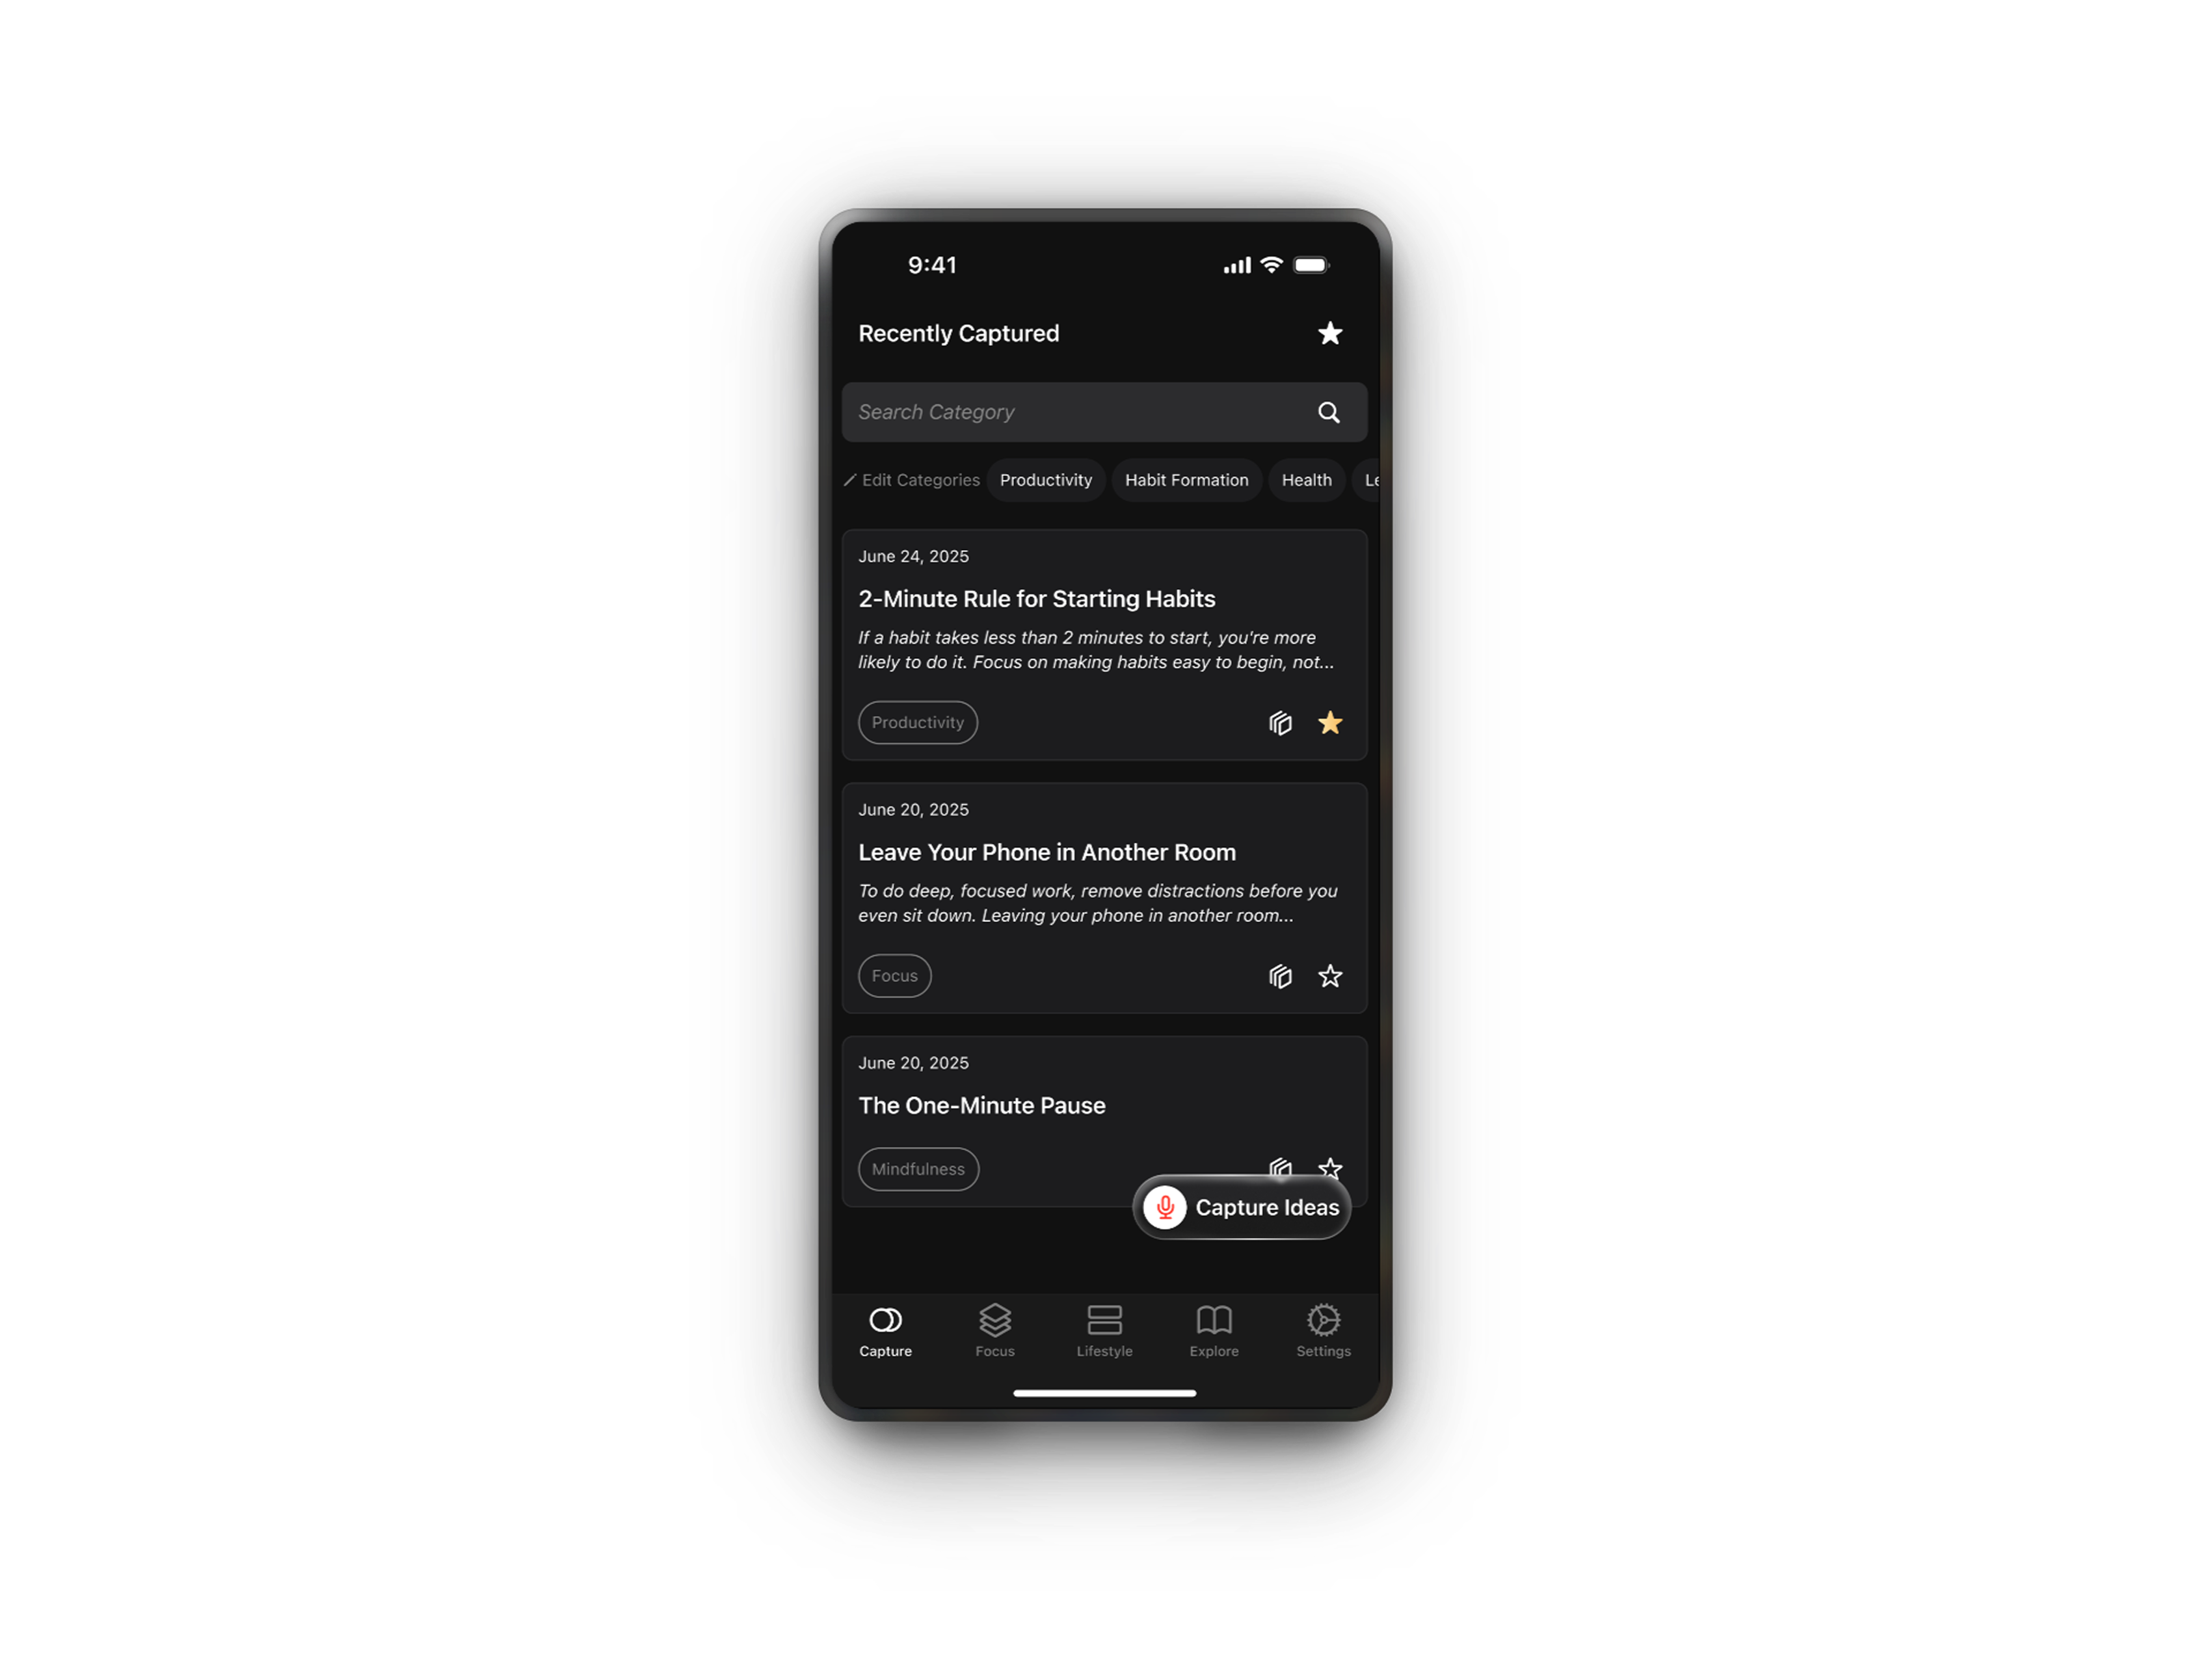 9:41
Recently Captured
Search Category
Edit Categories Productivity Habit Formation Health Le
June 24, 2025
2-Minute Rule for Starting Habits
If a habit takes less than 2 minutes to start, you're more
likely to do it. Focus on making habits easy to begin, not...
Productivity
June 20, 2025
Leave Your Phone in Another Room
To do deep, focused work, remove distractions before you
even sit down. Leaving your phone in another room...
Focus
June 20, 2025
The One-Minute Pause
Mindfulness
Capture Ideas
Capture Focus Lifestyle Explore Settings